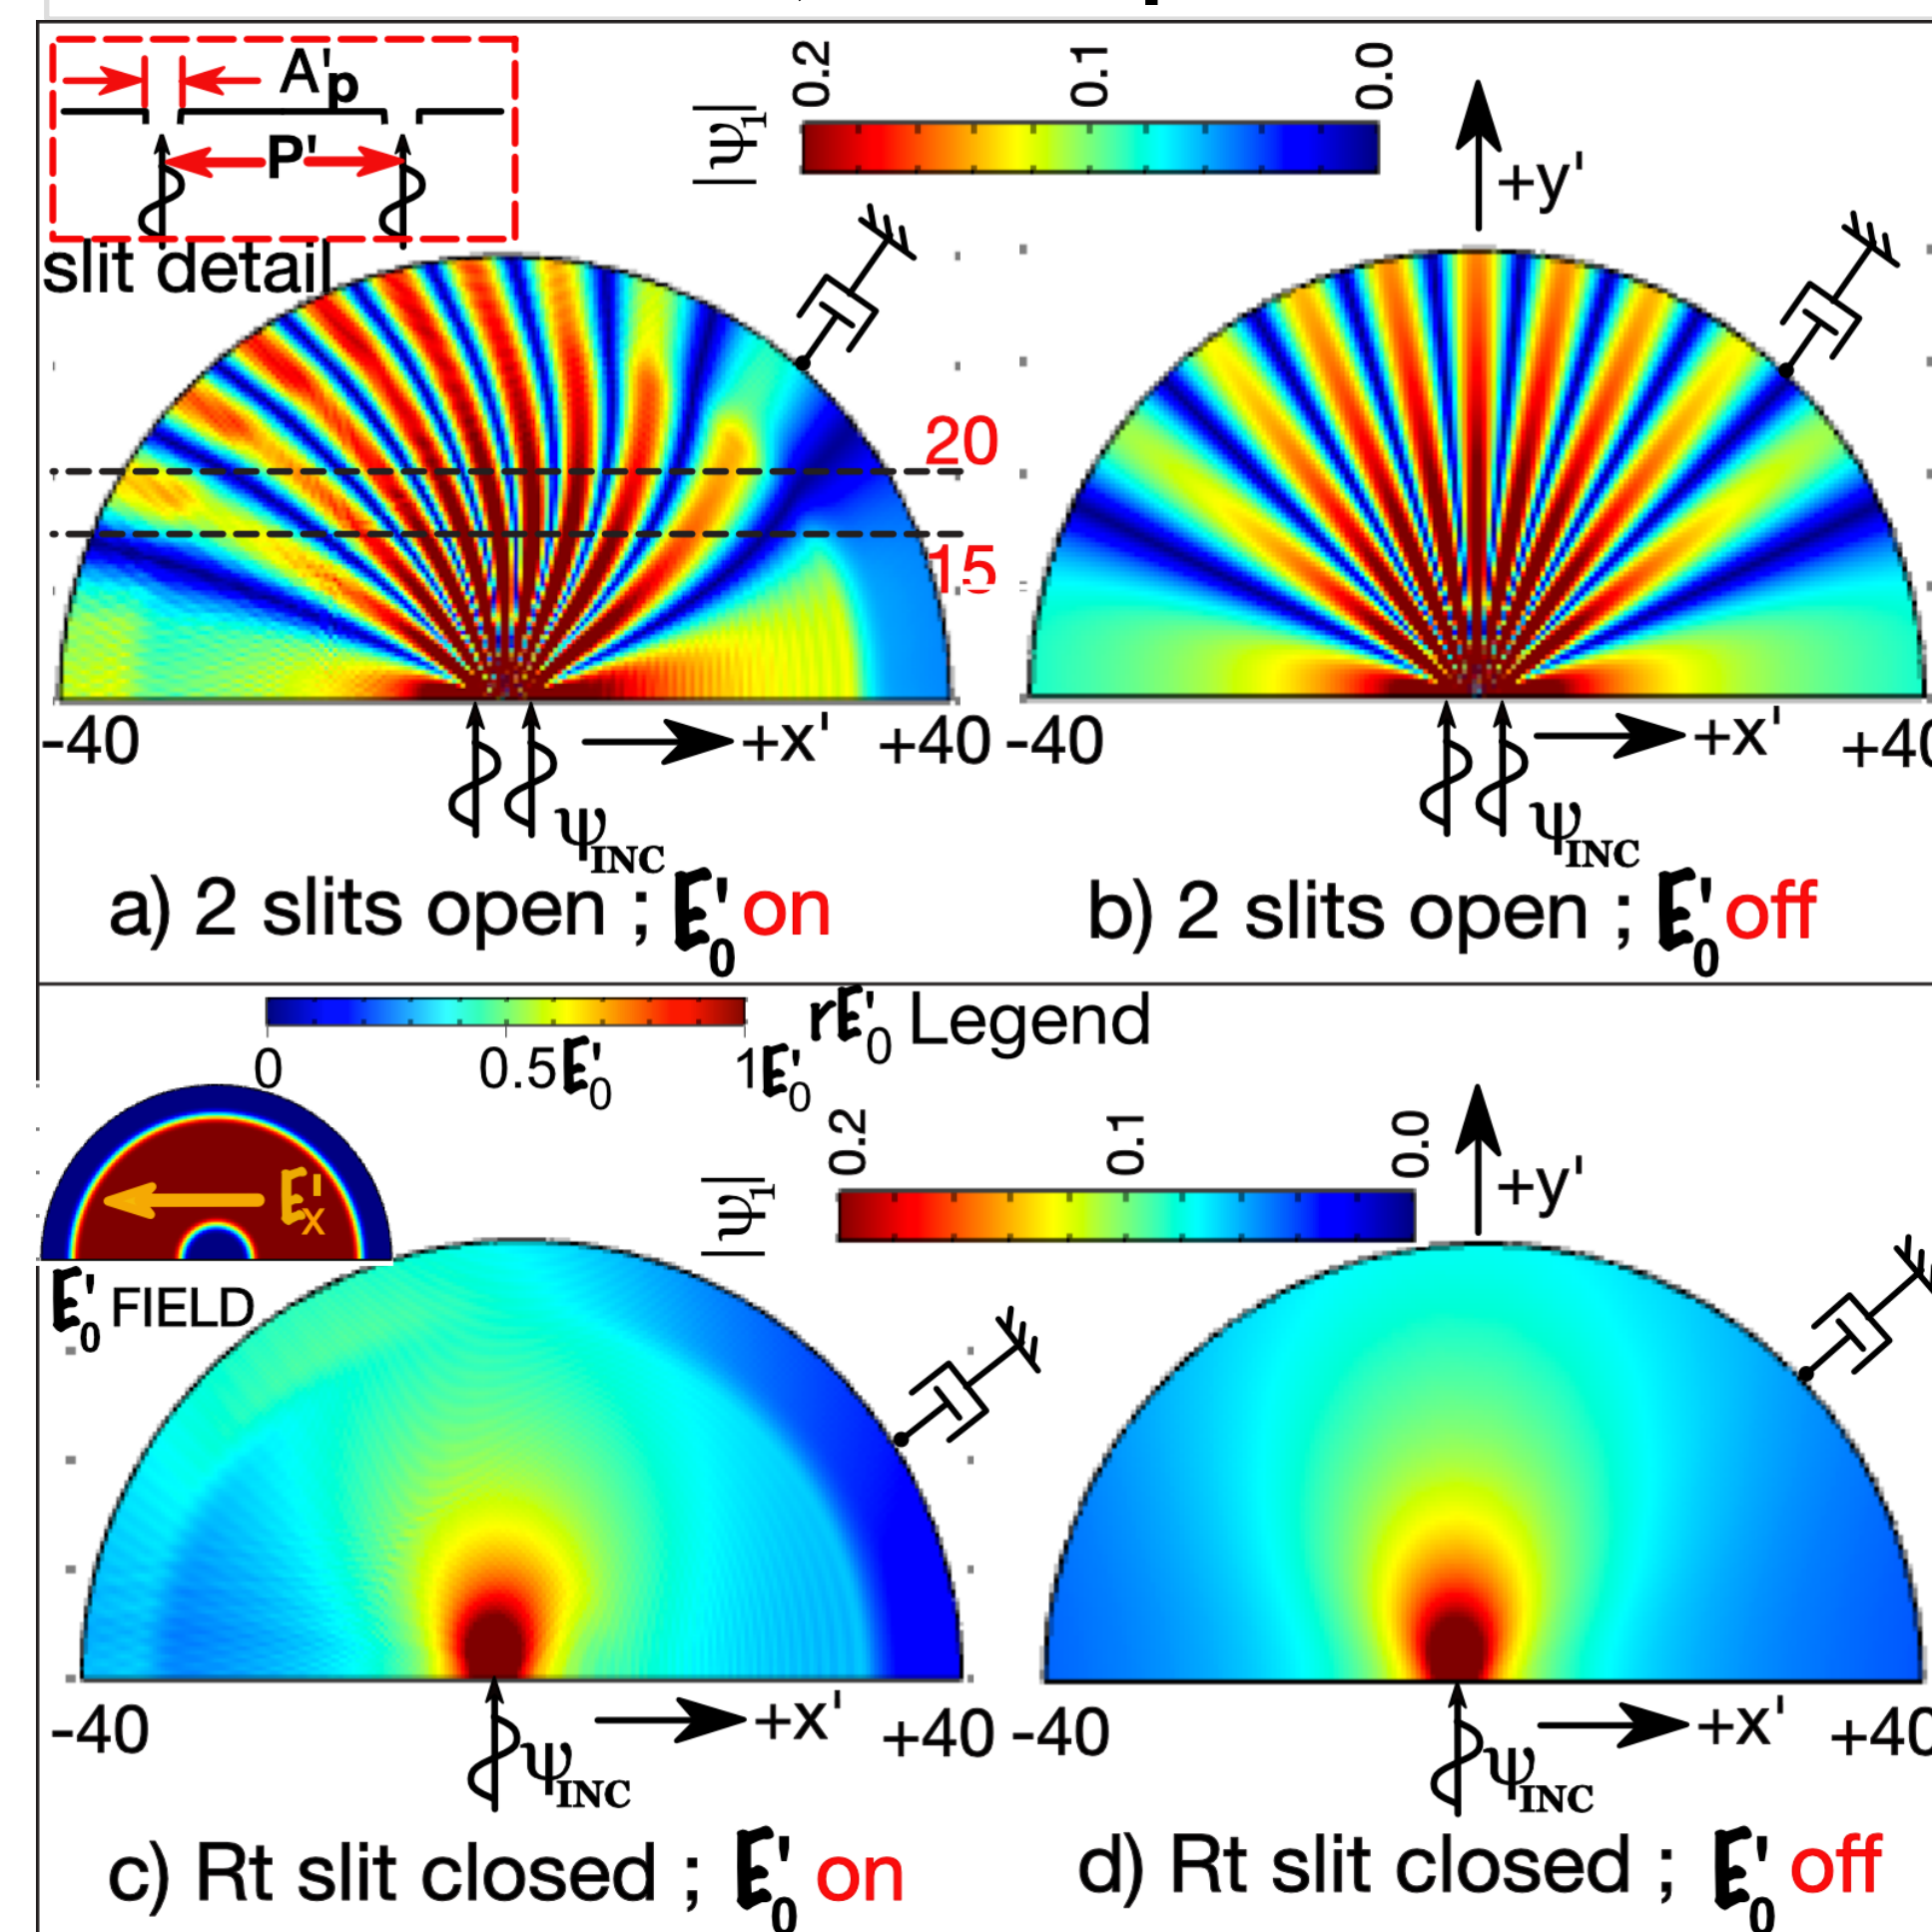 A'p
P'
slit detail
|ψ1|
0.2 0.1 0.0
+y'
20
15
-40 +x' +40
-40 +x' +40
ψINC
ψINC
a) 2 slits open ; E'0 on
b) 2 slits open ; E'0 off
rE'0 Legend
0 0.5E'0 1E'0
E'x
E'0 FIELD
|ψ1|
0.2 0.1 0.0
+y'
-40 +x' +40
-40 +x' +40
ψINC
ψINC
c) Rt slit closed ; E'0 on
d) Rt slit closed ; E'0 off